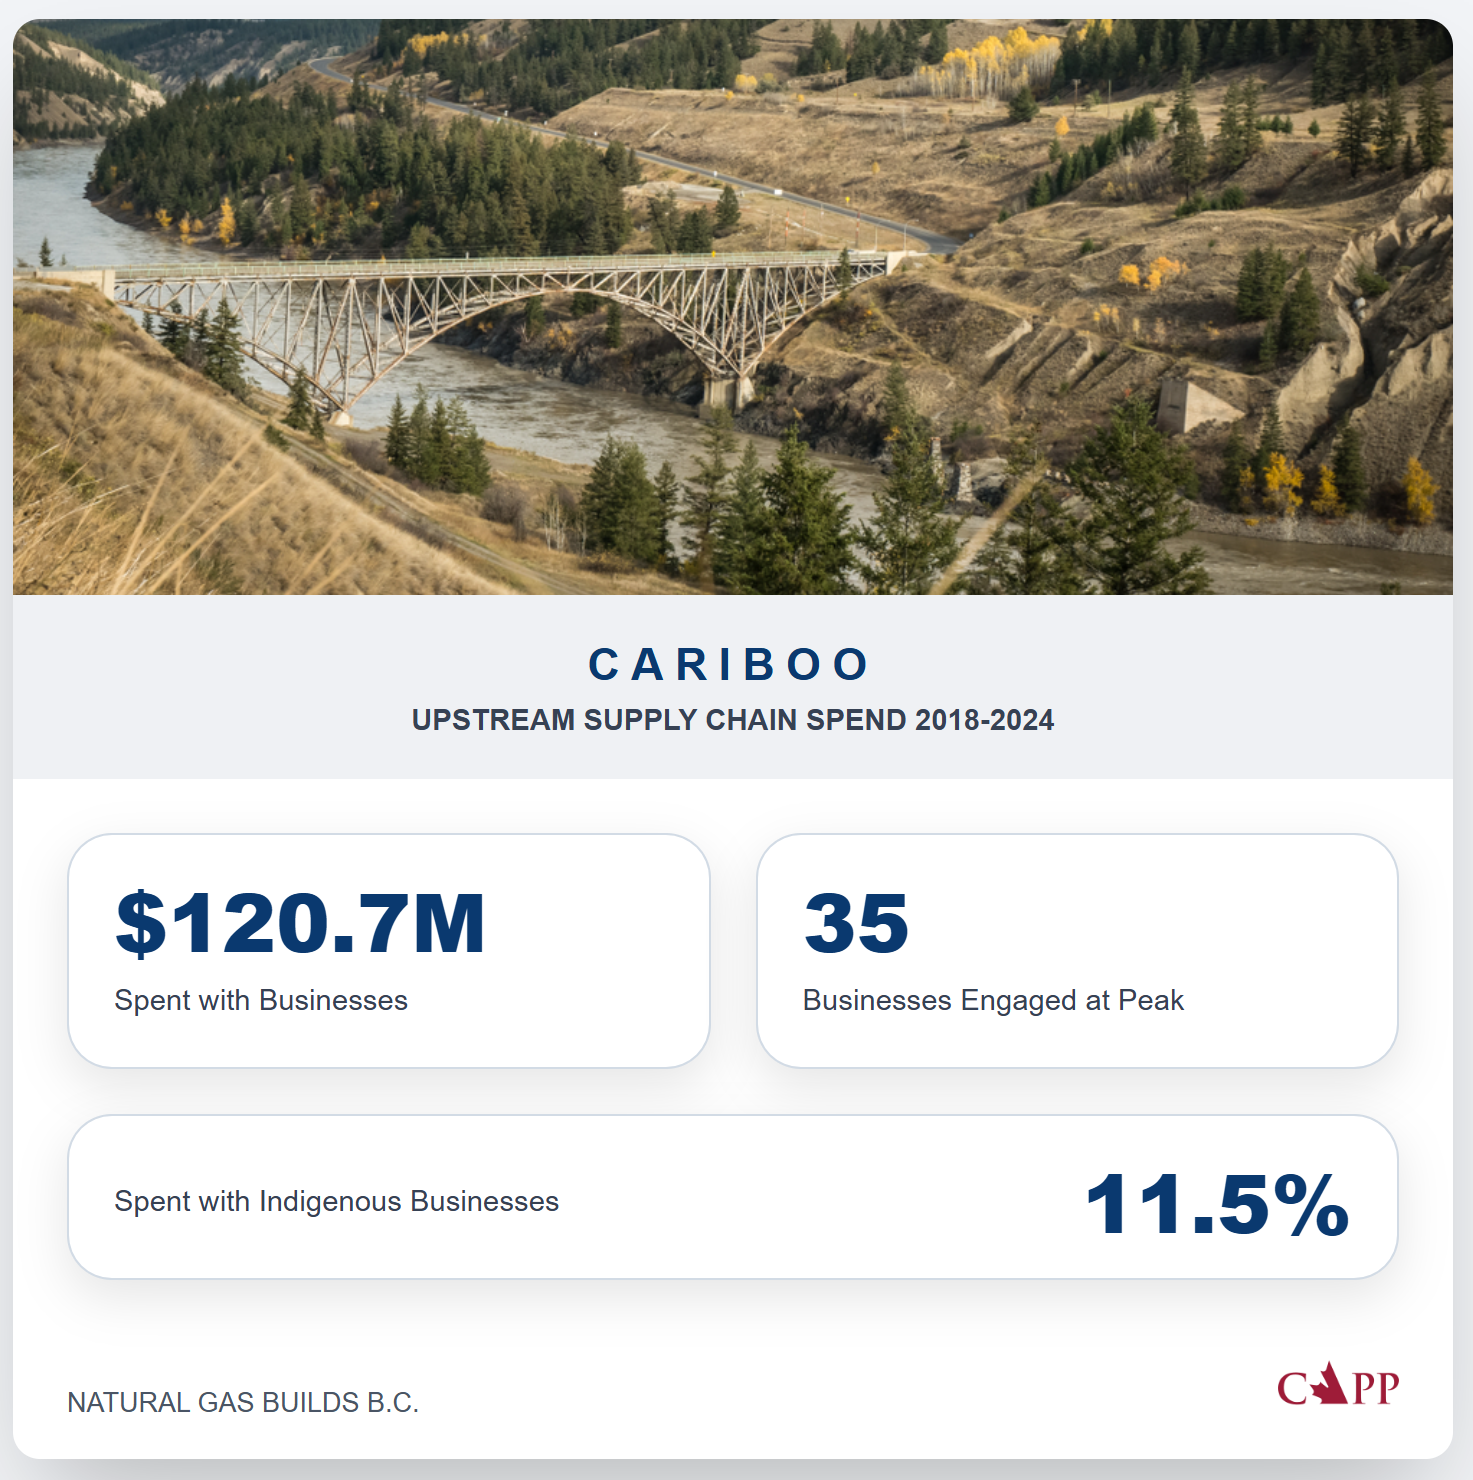 CARIBOO
UPSTREAM SUPPLY CHAIN SPEND 2018-2024
$120.7M
Spent with Businesses
35
Businesses Engaged at Peak
Spent with Indigenous Businesses
11.5%
NATURAL GAS BUILDS B.C.
CAPP